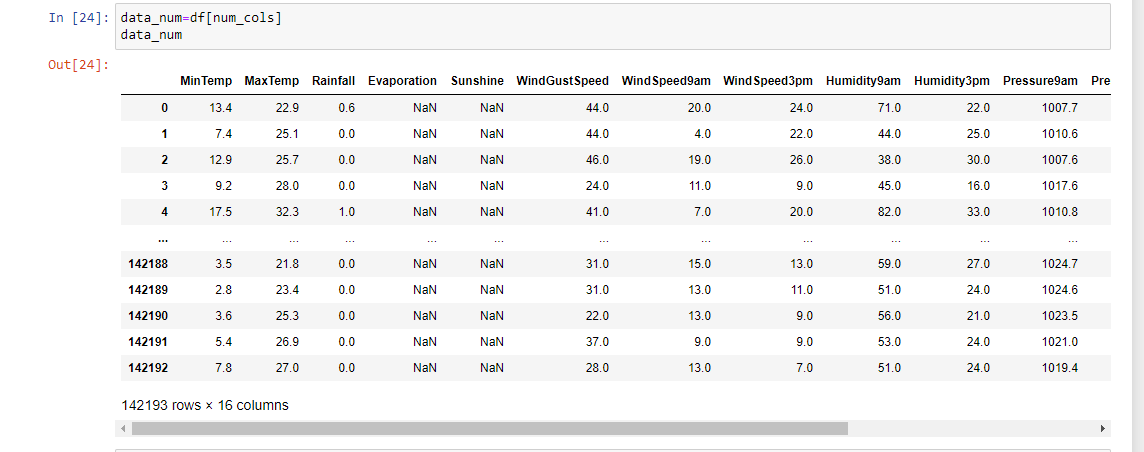 In [24]: data_num=df[num_cols]
data_num
Out[24]:
MinTemp MaxTemp Rainfall Evaporation Sunshine WindGustSpeed WindSpeed9am WindSpeed3pm Humidity9am Humidity3pm Pressure9am Pre
0 13.4 22.9 0.6 NaN NaN 44.0 20.0 24.0 71.0 22.0 1007.7
1 7.4 25.1 0.0 NaN NaN 44.0 4.0 22.0 44.0 25.0 1010.6
2 12.9 25.7 0.0 NaN NaN 46.0 19.0 26.0 38.0 30.0 1007.6
3 9.2 28.0 0.0 NaN NaN 24.0 11.0 9.0 45.0 16.0 1017.6
4 17.5 32.3 1.0 NaN NaN 41.0 7.0 20.0 82.0 33.0 1010.8
... ... ... ... ... ... ... ... ... ... ... ...
142188 3.5 21.8 0.0 NaN NaN 31.0 15.0 13.0 59.0 27.0 1024.7
142189 2.8 23.4 0.0 NaN NaN 31.0 13.0 11.0 51.0 24.0 1024.6
142190 3.6 25.3 0.0 NaN NaN 22.0 13.0 9.0 56.0 21.0 1023.5
142191 5.4 26.9 0.0 NaN NaN 37.0 9.0 9.0 53.0 24.0 1021.0
142192 7.8 27.0 0.0 NaN NaN 28.0 13.0 7.0 51.0 24.0 1019.4
142193 rows × 16 columns